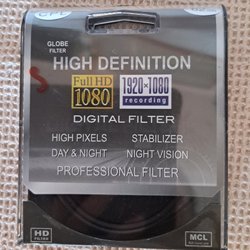 GLOBE
FILTER
HIGH DEFINITION
Full HD
1080
1920×1080
recording
DIGITAL FILTER
HIGH PIXELS STABILIZER
DAY & NIGHT NIGHT VISION
PROFESSIONAL FILTER
HD
FILTER
MCL